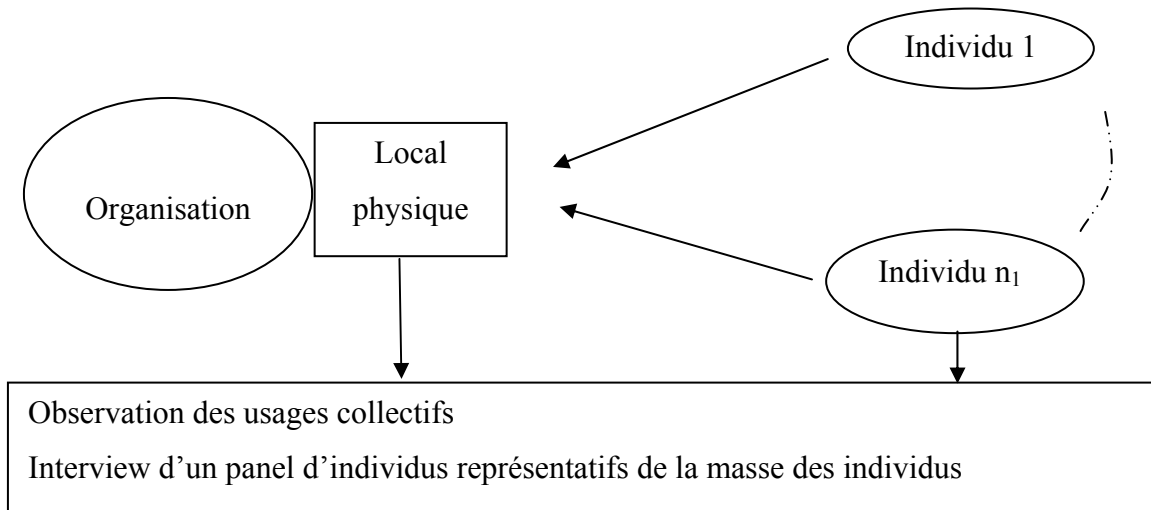 Individu 1
Local
physique
Organisation
Individu n₁
Observation des usages collectifs
Interview d’un panel d’individus représentatifs de la masse des individus